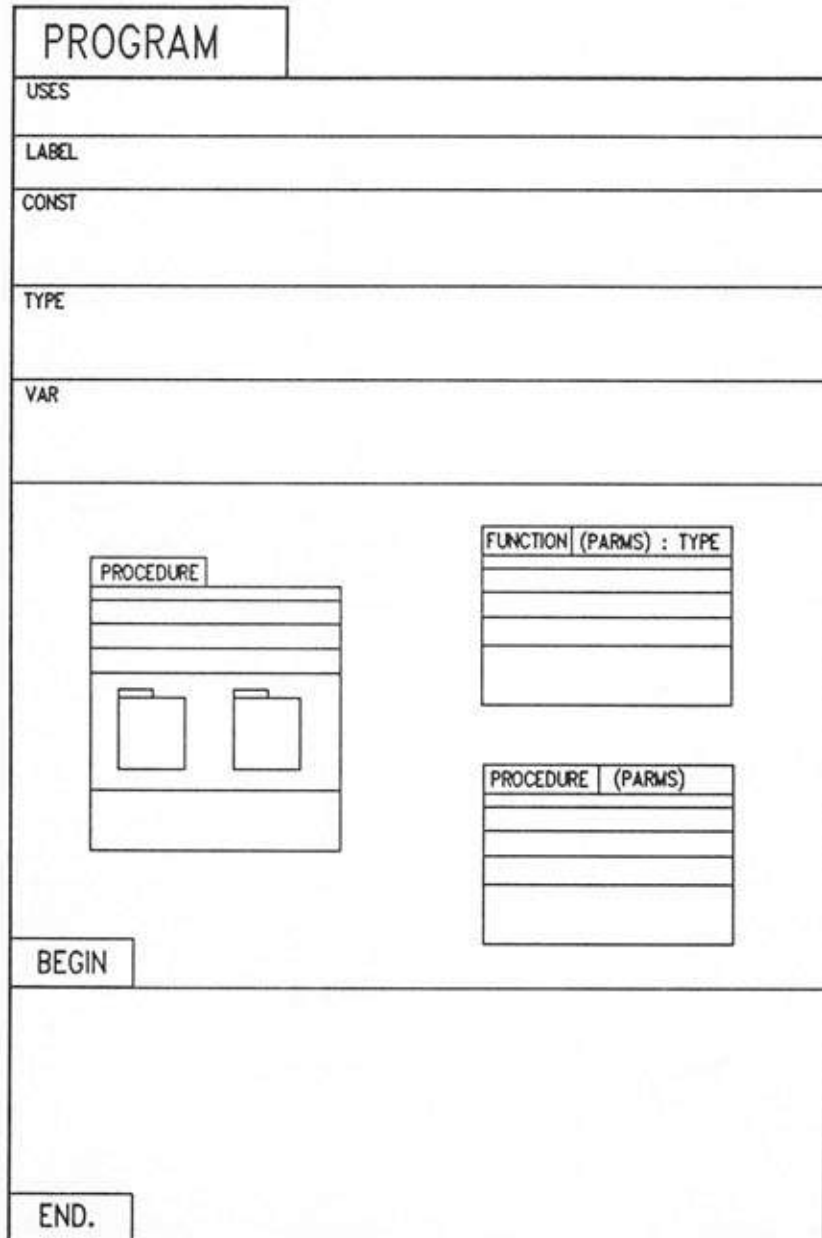 PROGRAM
USES
LABEL
CONST
TYPE
VAR
PROCEDURE
FUNCTION (PARMS) : TYPE
PROCEDURE (PARMS)
BEGIN
END.